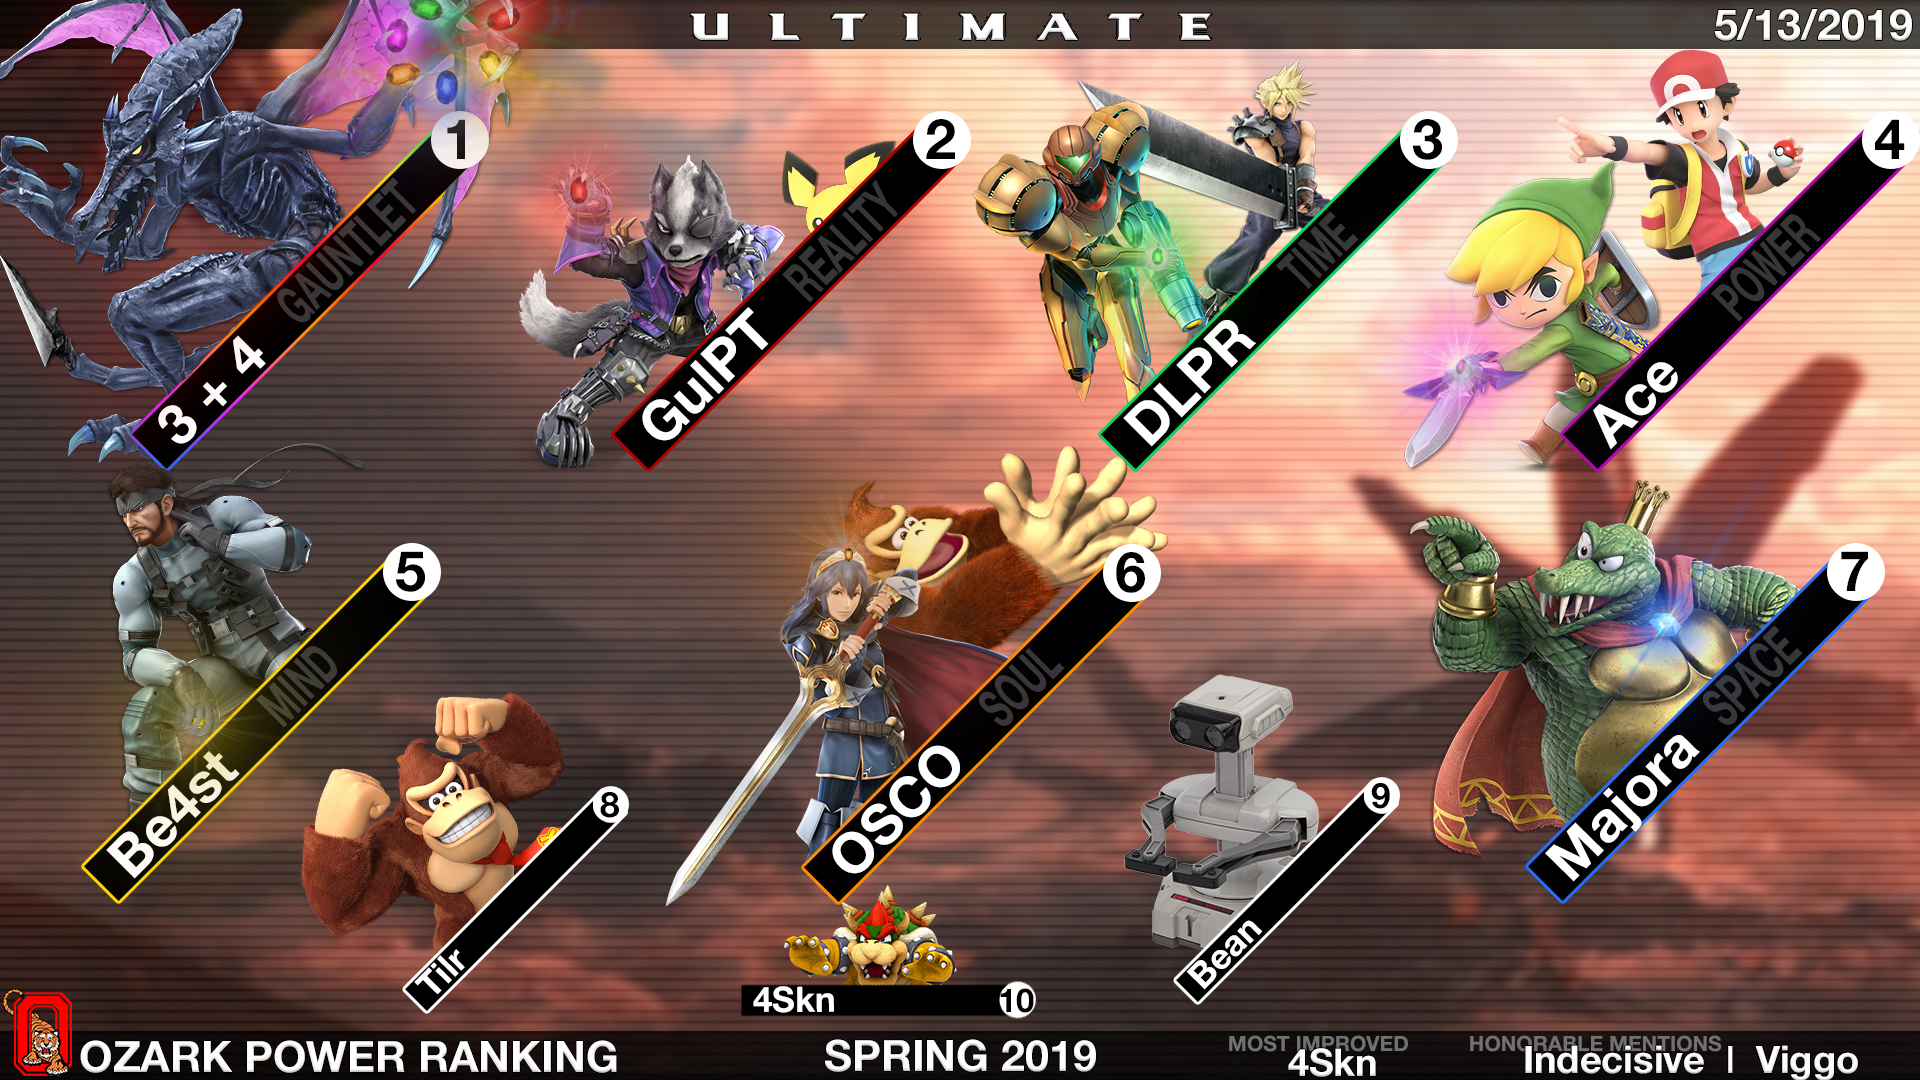 ULTIMATE
5/13/2019
1
GAUNTLET
3 + 4
2
REALITY
GulPT
3
TIME
DLPR
4
POWER
Ace
5
MIND
Be4st
6
SOUL
OSCO
7
SPACE
Majora
8
Tilr
9
Bean
4Skn
10
OZARK POWER RANKING
SPRING 2019
MOST IMPROVED
4Skn
HONORABLE MENTIONS
Indecisive | Viggo